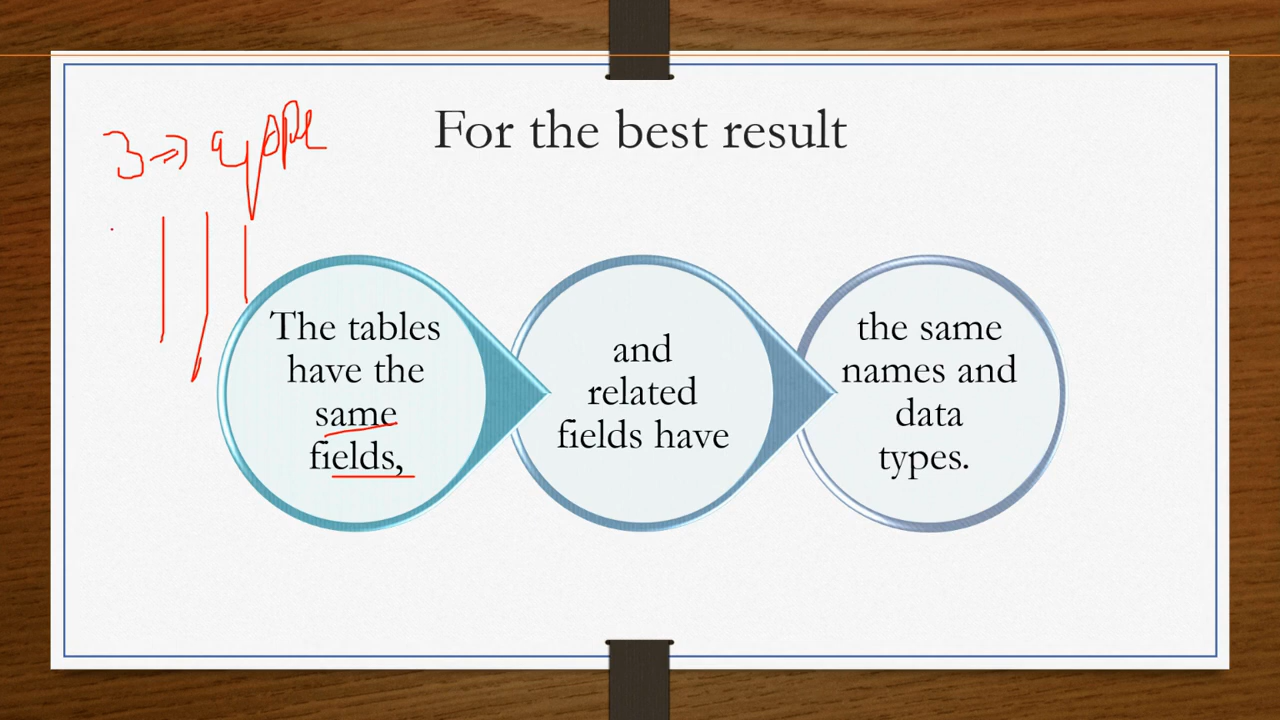 For the best result
The tables
have the
same
fields,
and
related
fields have
the same
names and
data
types.
3 ⇒